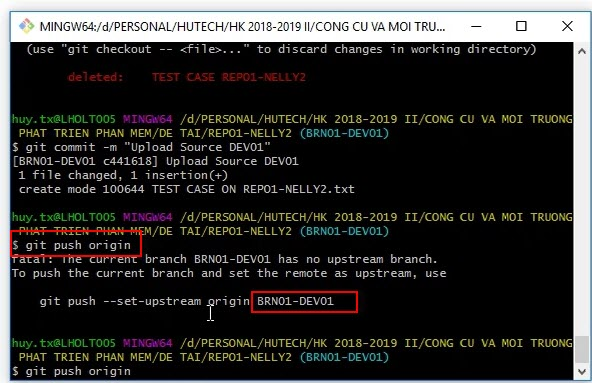 MINGW64:/d/PERSONAL/HUTECH/HK 2018-2019 II/CONG CU VA MOI TRU...
(use "git checkout -- <file>..." to discard changes in working directory)
deleted:    TEST CASE REPO1-NELLY2
huy.tx@LHOLT005 MINGW64 /d/PERSONAL/HUTECH/HK 2018-2019 II/CONG CU VA MOI TRUONG
PHAT TRIEN PHAN MEM/DE TAI/REPO1-NELLY2 (BRN01-DEV01)
$ git commit -m "Upload Source DEV01"
[BRN01-DEV01 c441618] Upload Source DEV01
1 file changed, 1 insertion(+)
create mode 100644 TEST CASE ON REPO1-NELLY2.txt
huy.tx@LHOLT005 MINGW64 /d/PERSONAL/HUTECH/HK 2018-2019 II/CONG CU VA MOI TRUONG
PHAT TRIEN PHAN MEM/DE TAI/REPO1-NELLY2 (BRN01-DEV01)
$ git push origin
fatal: The current branch BRN01-DEV01 has no upstream branch.
To push the current branch and set the remote as upstream, use
git push --set-upstream origin BRN01-DEV01
huy.tx@LHOLT005 MINGW64 /d/PERSONAL/HUTECH/HK 2018-2019 II/CONG CU VA MOI TRUONG
PHAT TRIEN PHAN MEM/DE TAI/REPO1-NELLY2 (BRN01-DEV01)
$ git push origin